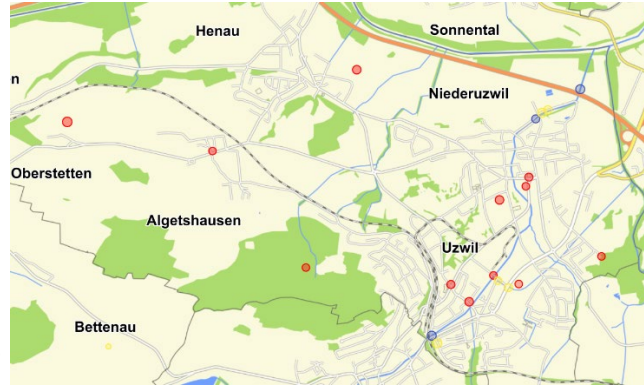 Henau
Sonnental
n
Niederuzwil
Oberstetten
Algetshausen
Uzwil
Bettenau